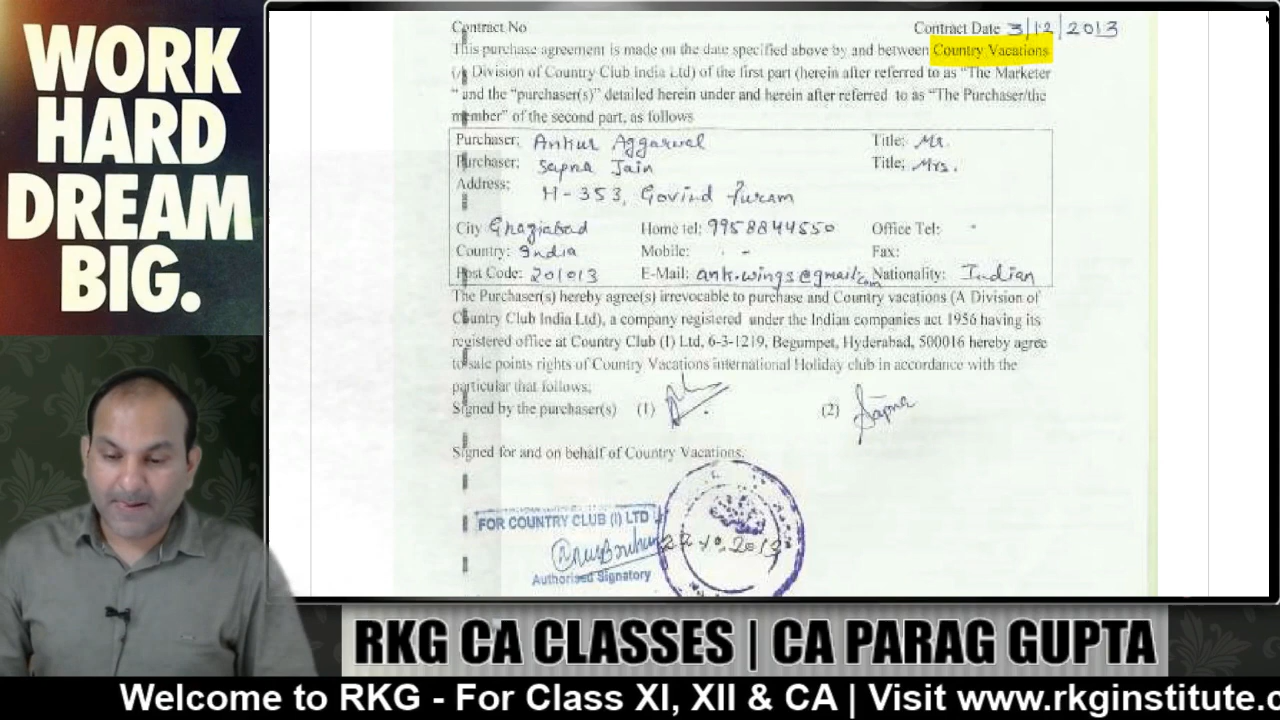 WORK
HARD
DREAM
BIG.
Contract No Contract Date 3/12/2013
This purchase agreement is made on the date specified above by and between Country Vacations
(A Division of Country Club India Ltd) of the first part (herein after referred to as "The Marketer
" and the "purchaser(s)" detailed herein under and herein after referred to as "The Purchaser/the
member" of the second part, as follows
Purchaser; Ankur Aggarwal Title; Mr.
Purchaser; Sapna Jain Title; Mrs.
Address; H-353, Govind Puram
City Ghaziabad Home tel; 9958844550 Office Tel: -
Country: India Mobile: - Fax:
Post Code: 201013 E-Mail: ank.wings@gmail.com Nationality: Indian
The Purchaser(s) hereby agree(s) irrevocable to purchase and Country vacations (A Division of
Country Club India Ltd), a company registered under the Indian companies act 1956 having its
registered office at Country Club (I) Ltd, 6-3-1219, Begumpet, Hyderabad, 500016 hereby agree
to sale points rights of Country Vacations international Holiday club in accordance with the
particular that follows;
Signed by the purchaser(s) (1) (2) Sapna
Signed for and on behalf of Country Vacations.
FOR COUNTRY CLUB (I) LTD
Authorised Signatory
RKG CA CLASSES | CA PARAG GUPTA
Welcome to RKG - For Class XI, XII & CA | Visit www.rkginstitute.c